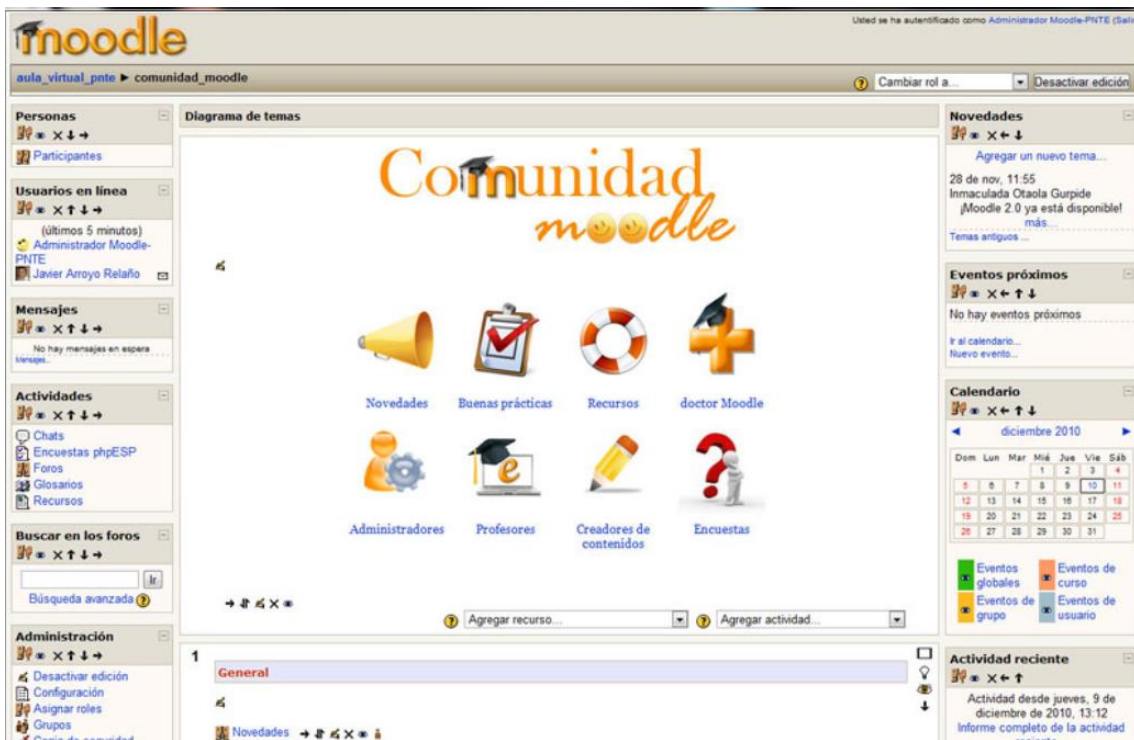 moodle
Usted se ha autentificado como Administrador Moodle-PNTE (Salir
aula_virtual_pnte ► comunidad_moodle
Cambiar rol a...
Desactivar edición
Personas
Participantes
Usuarios en línea
(últimos 5 minutos)
Administrador Moodle-
PNTE
Javier Arroyo Relaño
Mensajes
No hay mensajes en espera
Mensajes...
Actividades
Chats
Encuestas phpESP
Foros
Glosarios
Recursos
Buscar en los foros
Ir
Búsqueda avanzada
Administración
Desactivar edición
Configuración
Asignar roles
Grupos
Copia de seguridad
Diagrama de temas
Comunidad
moodle
Novedades Buenas prácticas Recursos doctor Moodle
e
Administradores Profesores Creadores de Encuestas
contenidos
Agregar recurso... Agregar actividad...
1
General
Novedades
Novedades
Agregar un nuevo tema...
28 de nov, 11:55
Inmaculada Otaola Gurpide
¡Moodle 2.0 ya está disponible!
más...
Temas antiguos ...
Eventos próximos
No hay eventos próximos
Ir al calendario...
Nuevo evento...
Calendario
diciembre 2010
Dom Lun Mar Mié Jue Vie Sáb
1 2 3 4
5 6 7 8 9 10 11
12 13 14 15 16 17 18
19 20 21 22 23 24 25
26 27 28 29 30 31
Eventos globales
Eventos de curso
Eventos de grupo
Eventos de usuario
Actividad reciente
Actividad desde jueves, 9 de
diciembre de 2010, 13:12
Informe completo de la actividad
reciente...